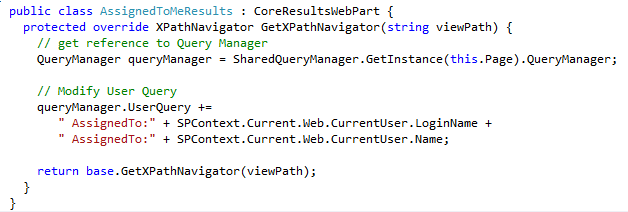 public class AssignedToMeResults : CoreResultsWebPart {
  protected override XPathNavigator GetXPathNavigator(string viewPath) {
    // get reference to Query Manager
    QueryManager queryManager = SharedQueryManager.GetInstance(this.Page).QueryManager;

    // Modify User Query
    queryManager.UserQuery +=
       " AssignedTo:" + SPContext.Current.Web.CurrentUser.LoginName +
       " AssignedTo:" + SPContext.Current.Web.CurrentUser.Name;

    return base.GetXPathNavigator(viewPath);
  }
}